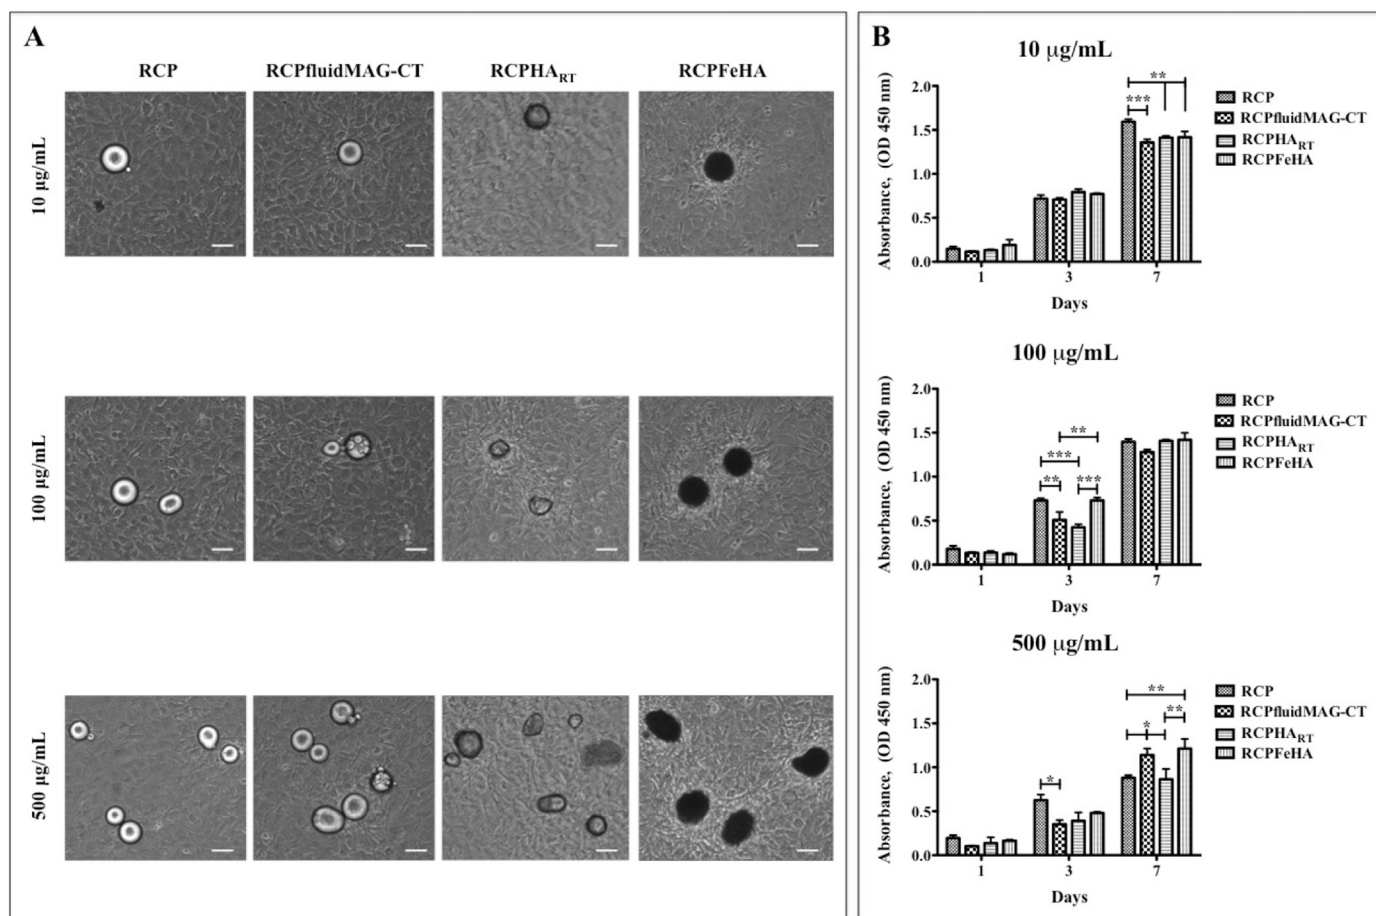 A
RCP RCPfluidMAG-CT RCPHART RCPFeHA
10 µg/mL
100 µg/mL
500 µg/mL
B
10 µg/mL
Absorbance, (OD 450 nm)
2.0
1.5
1.0
0.5
0.0
***
**
1 3 7
Days
RCP
RCPfluidMAG-CT
RCPHART
RCPFeHA
100 µg/mL
Absorbance, (OD 450 nm)
2.0
1.5
1.0
0.5
0.0
**
***
** ***
1 3 7
Days
RCP
RCPfluidMAG-CT
RCPHART
RCPFeHA
500 µg/mL
Absorbance, (OD 450 nm)
2.0
1.5
1.0
0.5
0.0
*
**
* **
1 3 7
Days
RCP
RCPfluidMAG-CT
RCPHART
RCPFeHA